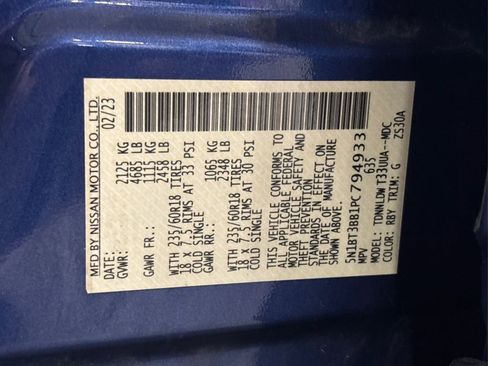 MFD BY NISSAN MOTOR CO., LTD.
DATE: 02/23
GVWR: 2125 KG
4685 LB
GAWR FR.: 1115 KG
2458 LB
WITH 235/60R18 TIRES
18 X 7.5 RIMS AT 33 PSI
COLD SINGLE
GAWR RR.: 1065 KG
2348 LB
WITH 235/60R18 TIRES
18 X 7.5 RIMS AT 30 PSI
COLD SINGLE
THIS VEHICLE CONFORMS TO
ALL APPLICABLE FEDERAL
MOTOR VEHICLE SAFETY AND
THEFT PREVENTION
STANDARDS IN EFFECT ON
THE DATE OF MANUFACTURE
SHOWN ABOVE.
5N1BT3BB1PC794933
MPV 635
MODEL: TDNNLDWT33UUA--MDC
COLOR: RBY TRIM: G
ZS30A